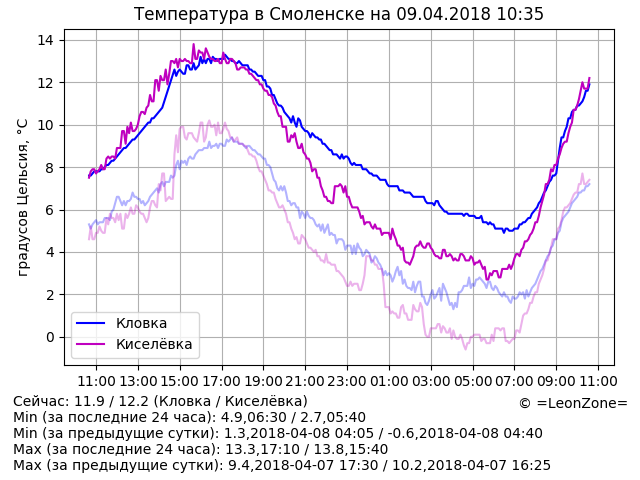 Температура в Смоленске на 09.04.2018 10:35
градусов Цельсия, °C
14
12
10
8
6
4
2
0
Кловка
Киселёвка
11:00 13:00 15:00 17:00 19:00 21:00 23:00 01:00 03:00 05:00 07:00 09:00 11:00
Сейчас: 11.9 / 12.2 (Кловка / Киселёвка)
© =LeonZone=
Min (за последние 24 часа): 4.9,06:30 / 2.7,05:40
Min (за предыдущие сутки): 1.3,2018-04-08 04:05 / -0.6,2018-04-08 04:40
Max (за последние 24 часа): 13.3,17:10 / 13.8,15:40
Max (за предыдущие сутки): 9.4,2018-04-07 17:30 / 10.2,2018-04-07 16:25